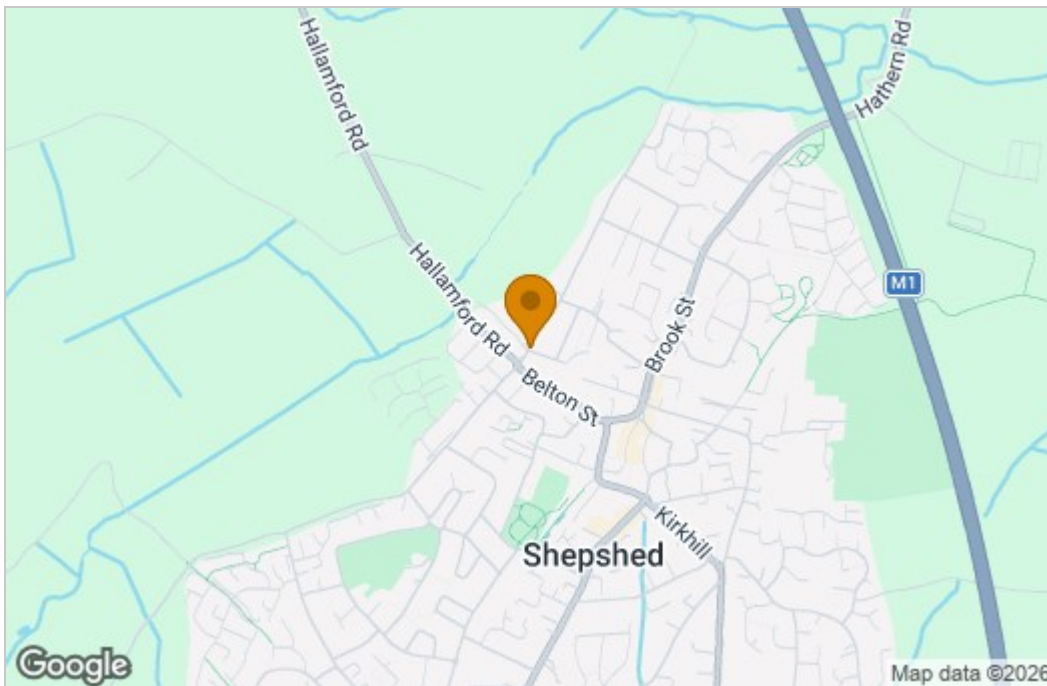 Hallamford Rd
Hathern Rd
Hallamford Rd
M1
Brook St
Belton St
Kirkhill
Shepshed
Google
Map data ©2026